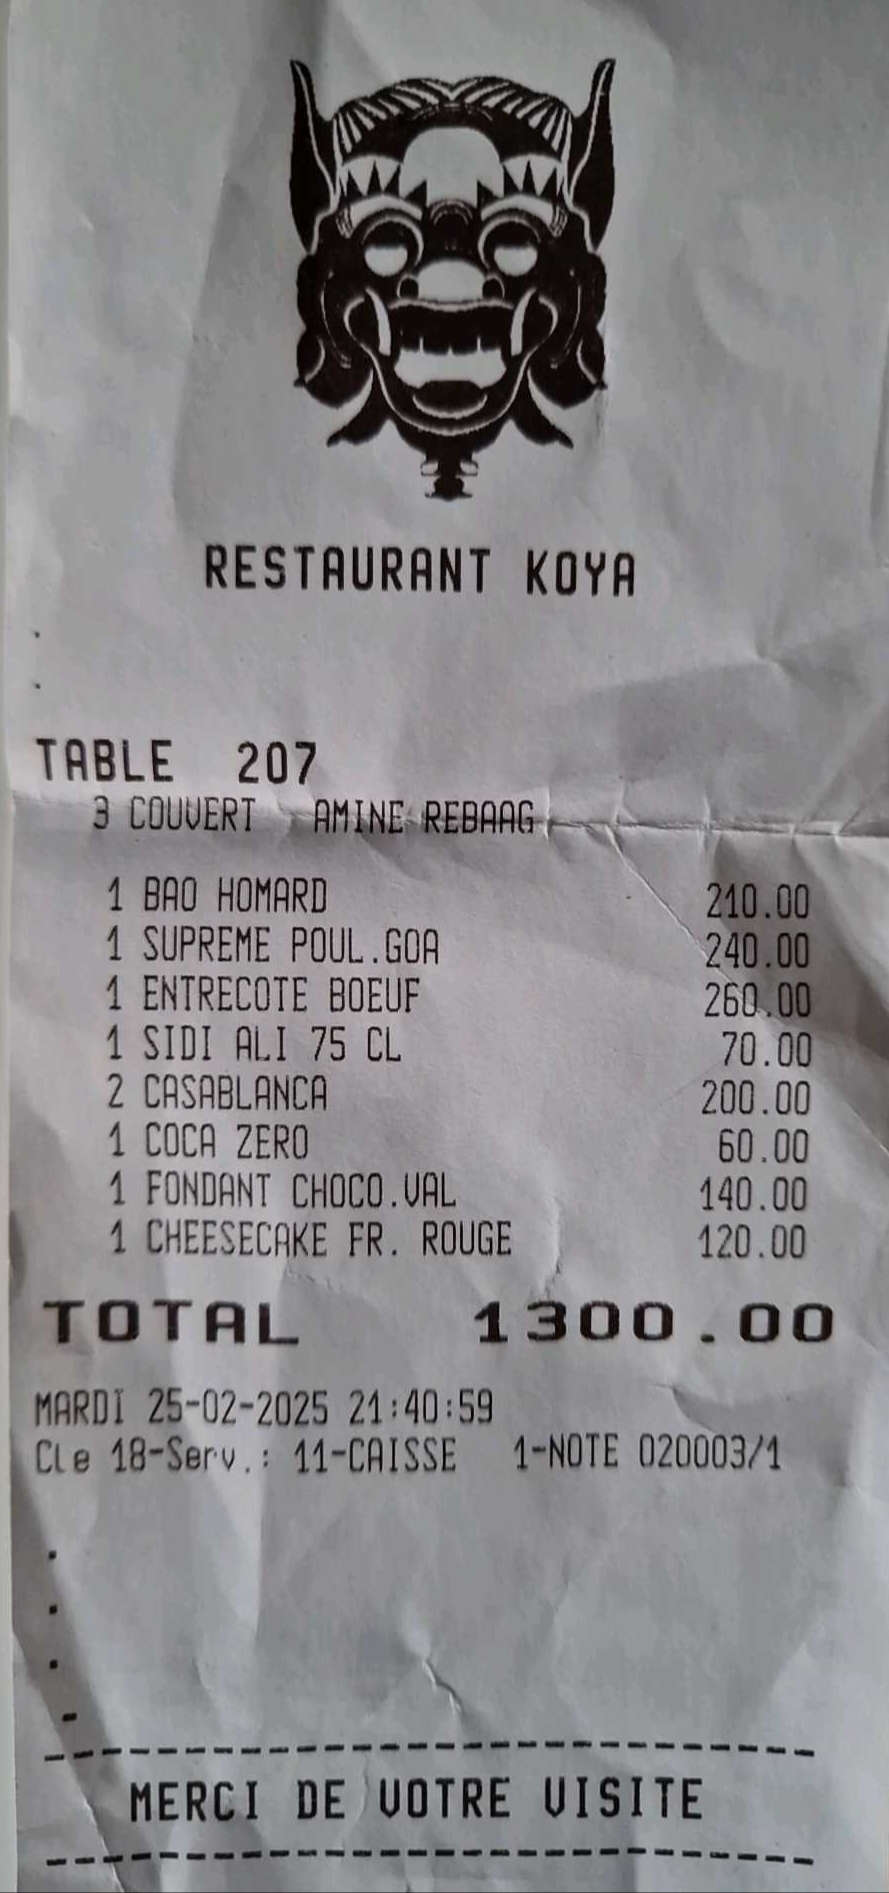 RESTAURANT KOYA
TABLE 207
3 COUVERT AMINE REBAAG
1 BAO HOMARD 210.00
1 SUPREME POUL.GOA 240.00
1 ENTRECOTE BOEUF 260.00
1 SIDI ALI 75 CL 70.00
2 CASABLANCA 200.00
1 COCA ZERO 60.00
1 FONDANT CHOCO.VAL 140.00
1 CHEESECAKE FR. ROUGE 120.00
TOTAL 1300.00
MARDI 25-02-2025 21:40:59
Cle 18-Serv.: 11-CAISSE 1-NOTE 020003/1
MERCI DE VOTRE VISITE